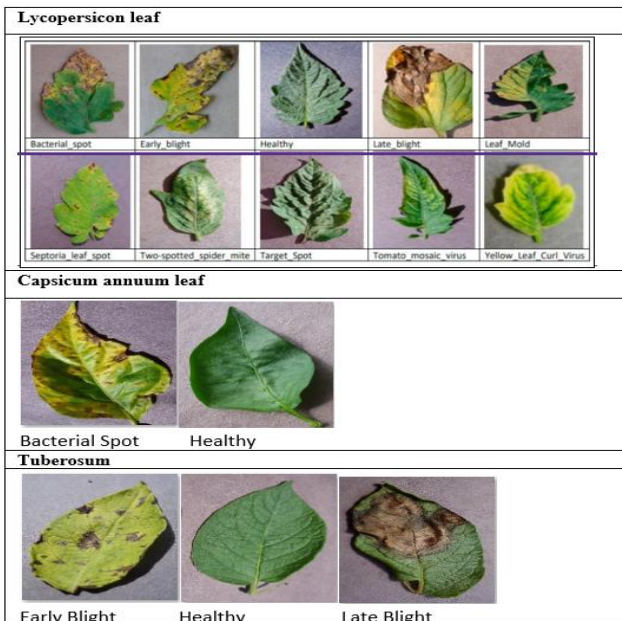 Lycopersicon leaf
Bacterial_spot Early_blight Healthy Late_blight Leaf_Mold
Septoria_leaf_spot Two-spotted_spider_mite Target_Spot Tomato_mosaic_virus Yellow_Leaf_Curl_Virus
Capsicum annuum leaf
Bacterial Spot Healthy
Tuberosum
Early Blight Healthy Late Blight